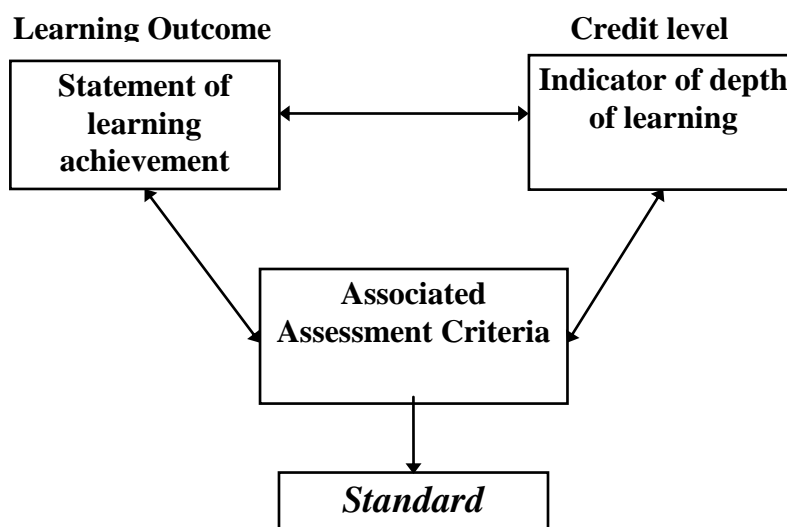 Learning Outcome
Credit level
Statement of
learning
achievement
Indicator of depth
of learning
Associated
Assessment Criteria
Standard